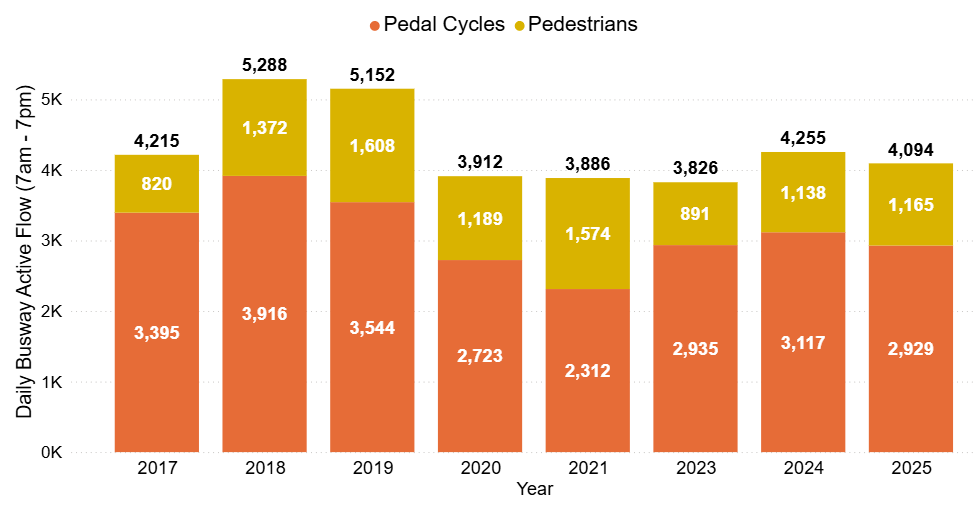 Pedal Cycles Pedestrians
Daily Busway Active Flow (7am - 7pm)
5K
4K
3K
2K
1K
0K
4,215 5,288 5,152 3,912 3,886 3,826 4,255 4,094
820 1,372 1,608 1,189 1,574 891 1,138 1,165
3,395 3,916 3,544 2,723 2,312 2,935 3,117 2,929
2017 2018 2019 2020 2021 2023 2024 2025
Year